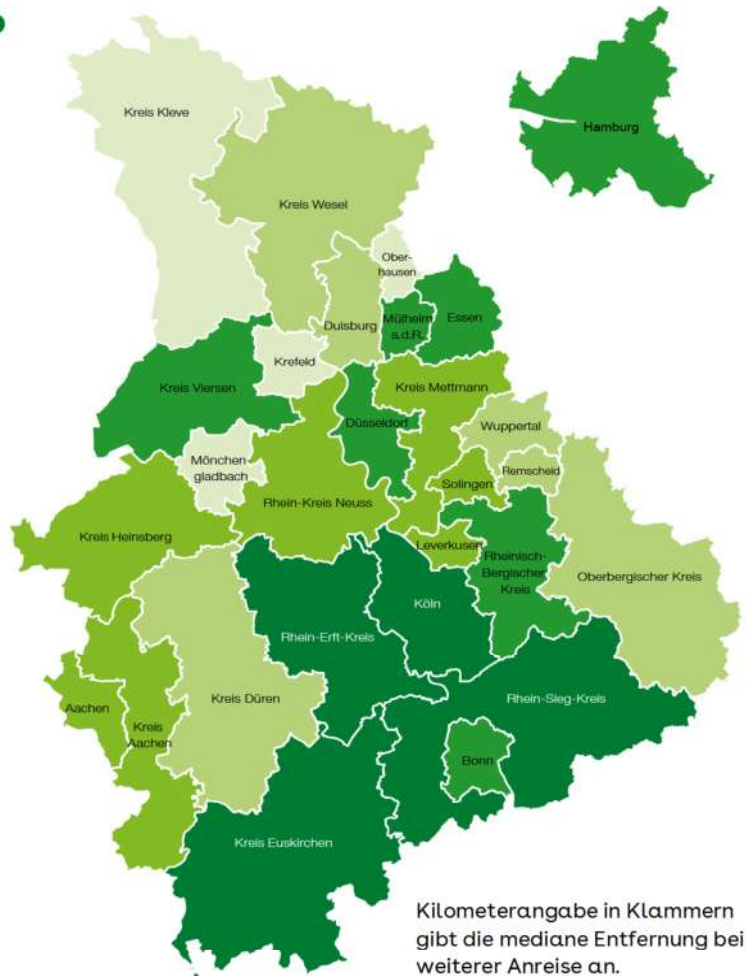 Kreis Kleve
Hamburg
Kreis Wesel
Ober-
hausen
Duisburg
Mülheim
a.d.R.
Essen
Krefeld
Kreis Viersen
Kreis Mettmann
Düsseldorf
Wuppertal
Mönchen
gladbach
Remscheid
Solingen
Rhein-Kreis Neuss
Kreis Heinsberg
Leverkusen
Rheinisch-
Bergischer
Kreis
Oberbergischer Kreis
Köln
Rhein-Erft-Kreis
Kreis Düren
Rhein-Sieg-Kreis
Aachen
Kreis
Aachen
Bonn
Kreis Euskirchen
Kilometerangabe in Klammern
gibt die mediane Entfernung bei
weiterer Anreise an.